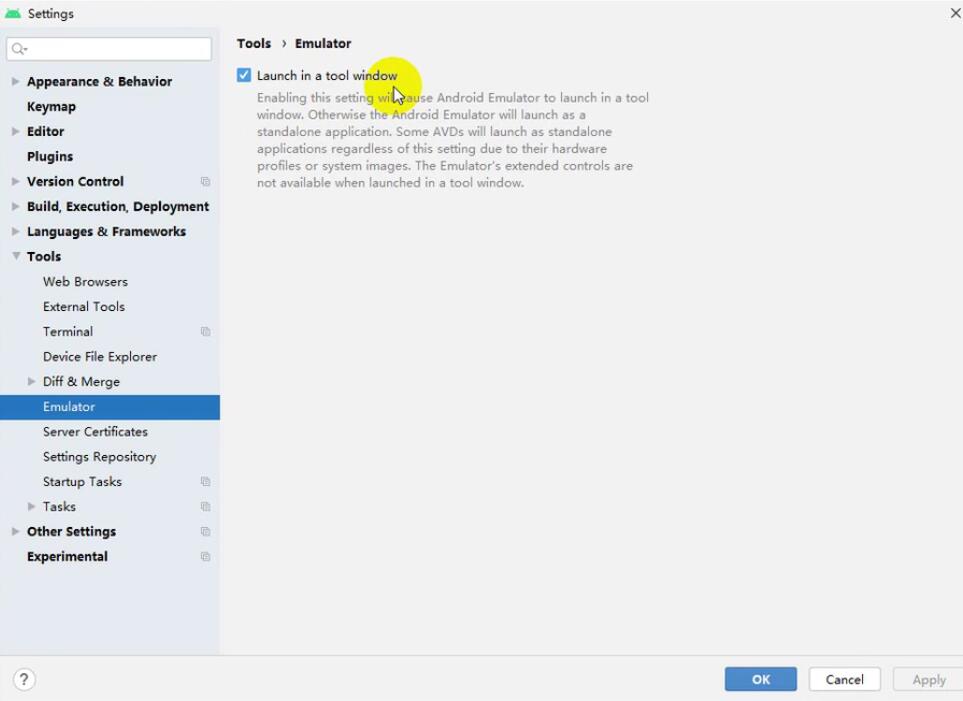 Settings
Tools › Emulator
Launch in a tool window
Enabling this setting will cause Android Emulator to launch in a tool
window. Otherwise the Android Emulator will launch as a
standalone application. Some AVDs will launch as standalone
applications regardless of this setting due to their hardware
profiles or system images. The Emulator's extended controls are
not available when launched in a tool window.
Appearance & Behavior
Keymap
Editor
Plugins
Version Control
Build, Execution, Deployment
Languages & Frameworks
Tools
Web Browsers
External Tools
Terminal
Device File Explorer
Diff & Merge
Emulator
Server Certificates
Settings Repository
Startup Tasks
Tasks
Other Settings
Experimental
?
OK
Cancel
Apply